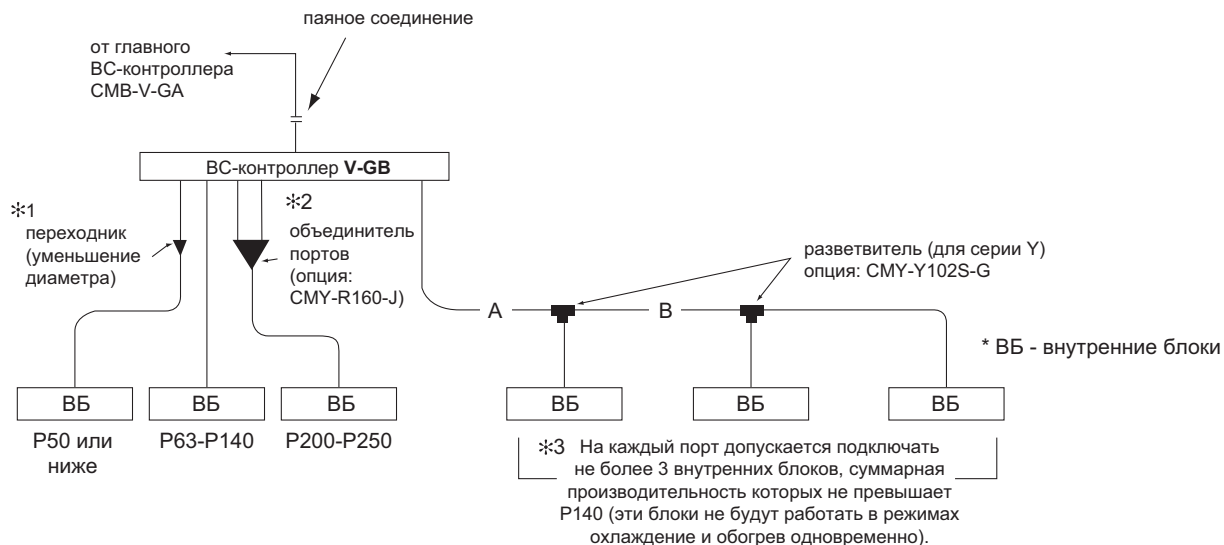 паяное соединение
от главного
BC-контроллера
CMB-V-GA
BC-контроллер V-GB
✻1
переходник
(уменьшение
диаметра)
✻2
объединитель
портов
(опция:
CMY-R160-J)
разветвитель (для серии Y)
опция: CMY-Y102S-G
A
B
* ВБ - внутренние блоки
ВБ
ВБ
ВБ
ВБ
ВБ
ВБ
P50 или
ниже
P63-P140
P200-P250
✻3 На каждый порт допускается подключать
не более 3 внутренних блоков, суммарная
производительность которых не превышает
P140 (эти блоки не будут работать в режимах
охлаждение и обогрев одновременно).